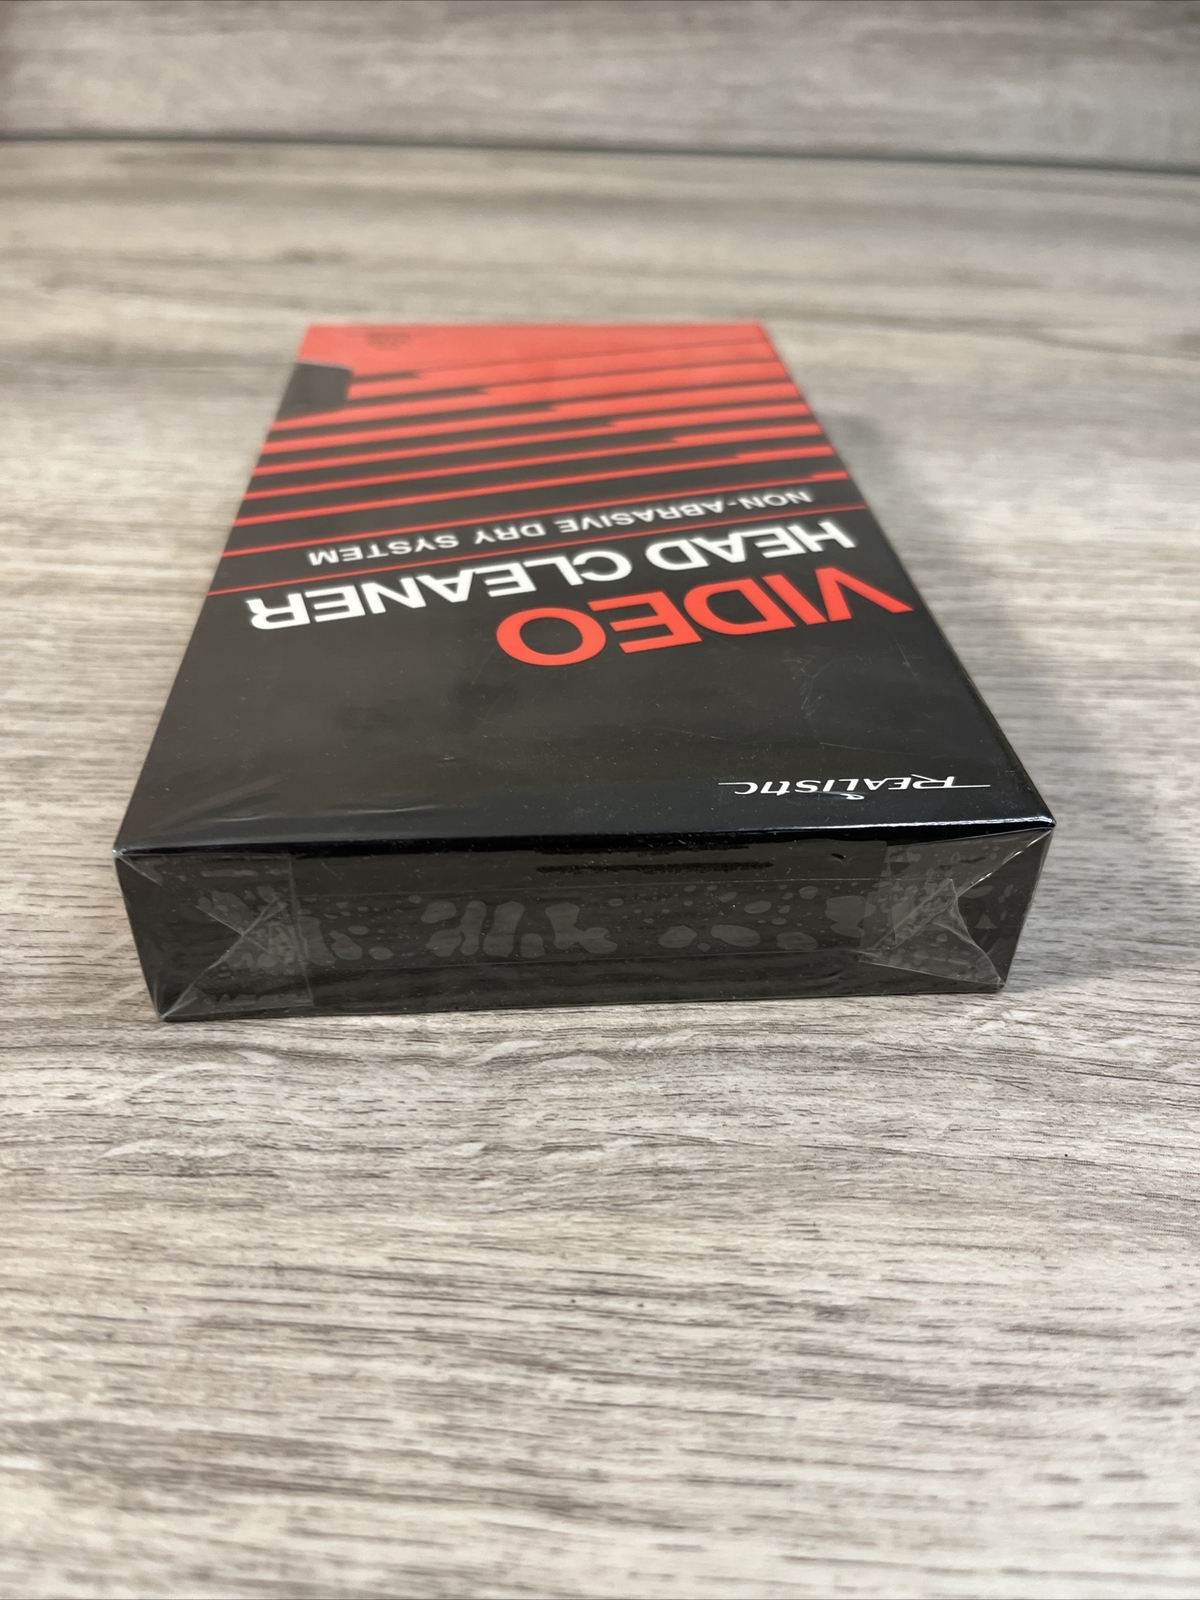 REALISTIC
VIDEO
HEAD CLEANER
NON-ABRASIVE DRY SYSTEM